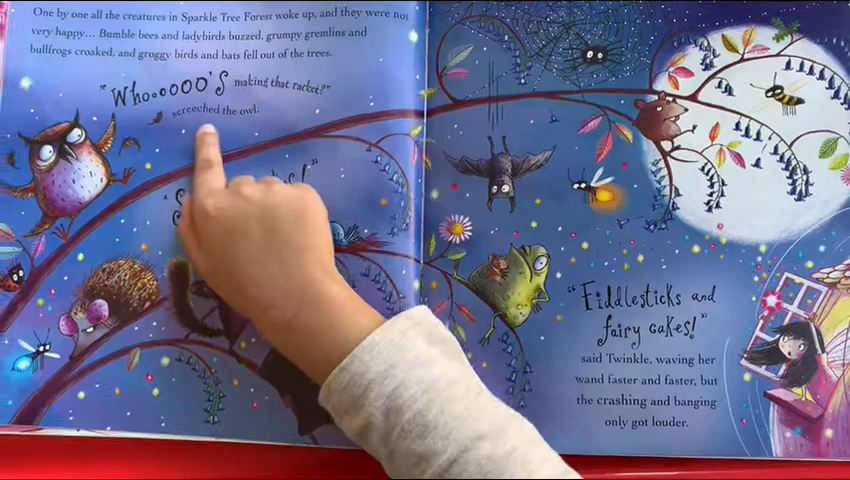 One by one all the creatures in Sparkle Tree Forest woke up, and they were not
very happy... Bumble bees and ladybirds buzzed, grumpy gremlins and
bullfrogs croaked, and groggy birds and bats fell out of the trees.
"Whooooo's making that racket?"
screeched the owl.
"Fiddlesticks and
fairy cakes!"
said Twinkle, waving her
wand faster and faster, but
the crashing and banging
only got louder.